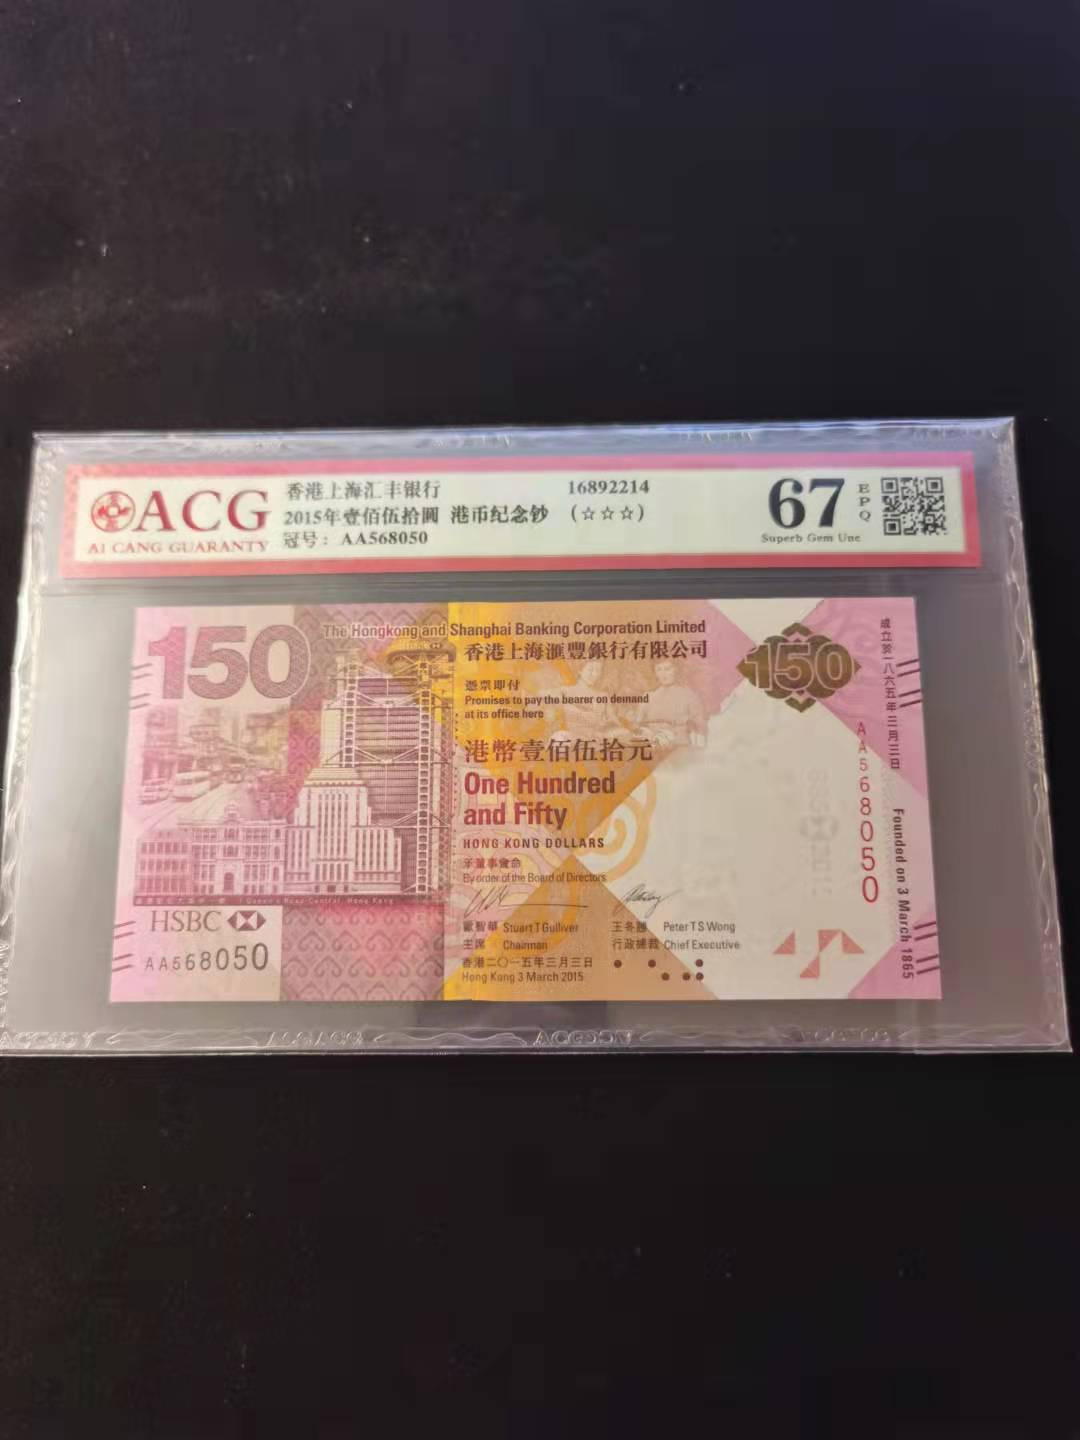 ACG
AI CANG GUARANTY
香港上海汇丰银行
2015年壹佰伍拾圆 港币纪念钞
冠号： AA568050
16892214
(☆☆☆)
67
EPQ
Superb Gem Unc
150
The Hongkong and Shanghai Banking Corporation Limited
香港上海滙豐銀行有限公司
憑票即付
Promises to pay the bearer on demand
at its office here
港幣壹佰伍拾元
One Hundred
and Fifty
HONG KONG DOLLARS
承董事會命
By order of the Board of Directors
歐智華 Stuart T Gulliver
主席 Chairman
王冬勝 Peter T S Wong
行政總裁 Chief Executive
香港二〇一五年三月三日
Hong Kong 3 March 2015
1 Queen's Road Central, Hong Kong
HSBC
AA568050
150
成立於一八六五年三月三日
AA568050
Founded on 3 March 1865